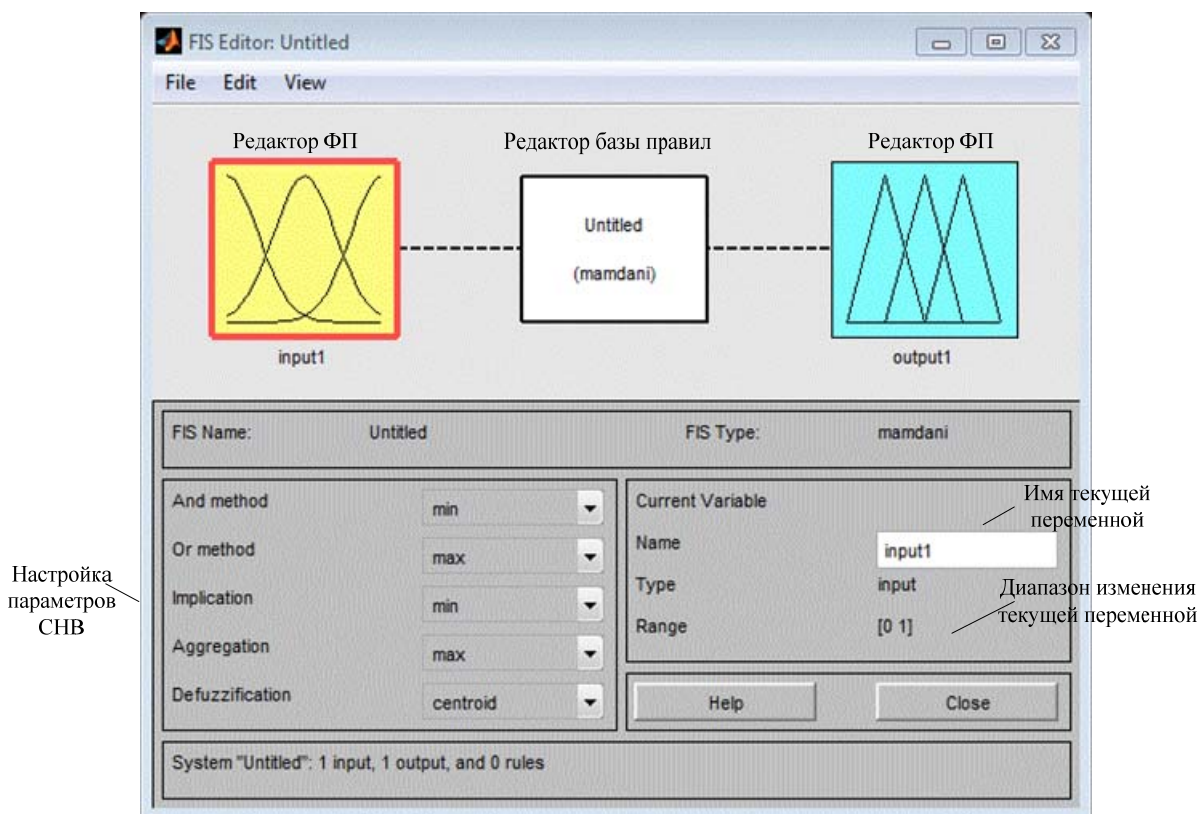 FIS Editor: Untitled
File Edit View
Редактор ФП
Редактор базы правил
Редактор ФП
Untitled
(mamdani)
input1
output1
FIS Name: Untitled
FIS Type: mamdani
And method min
Or method max
Implication min
Aggregation max
Defuzzification centroid
Current Variable
Name input1
Type input
Range [0 1]
Имя текущей
переменной
Диапазон изменения
текущей переменной
Настройка
параметров
СНВ
Help
Close
System "Untitled": 1 input, 1 output, and 0 rules